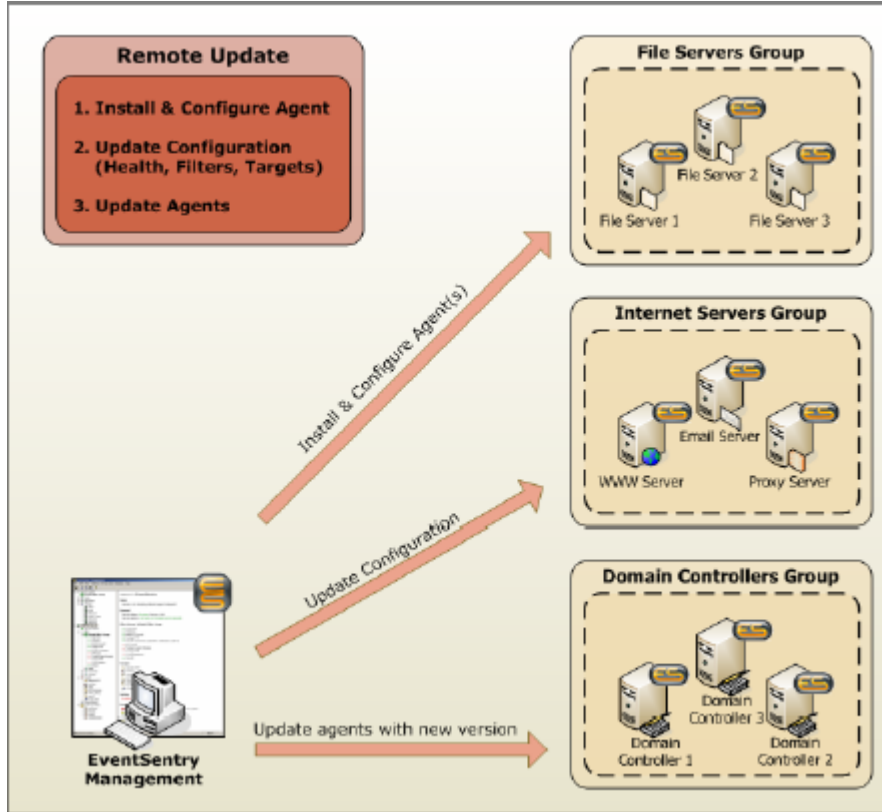 Remote Update
1. Install & Configure Agent
2. Update Configuration
(Health, Filters, Targets)
3. Update Agents
File Servers Group
File Server 2
File Server 1
File Server 3
Install & Configure Agent(s)
Internet Servers Group
Email Server
WWW Server
Proxy Server
Update Configuration
Domain Controllers Group
Domain
Controller 3
Domain
Controller 1
Domain
Controller 2
Update agents with new version
EventSentry
Management